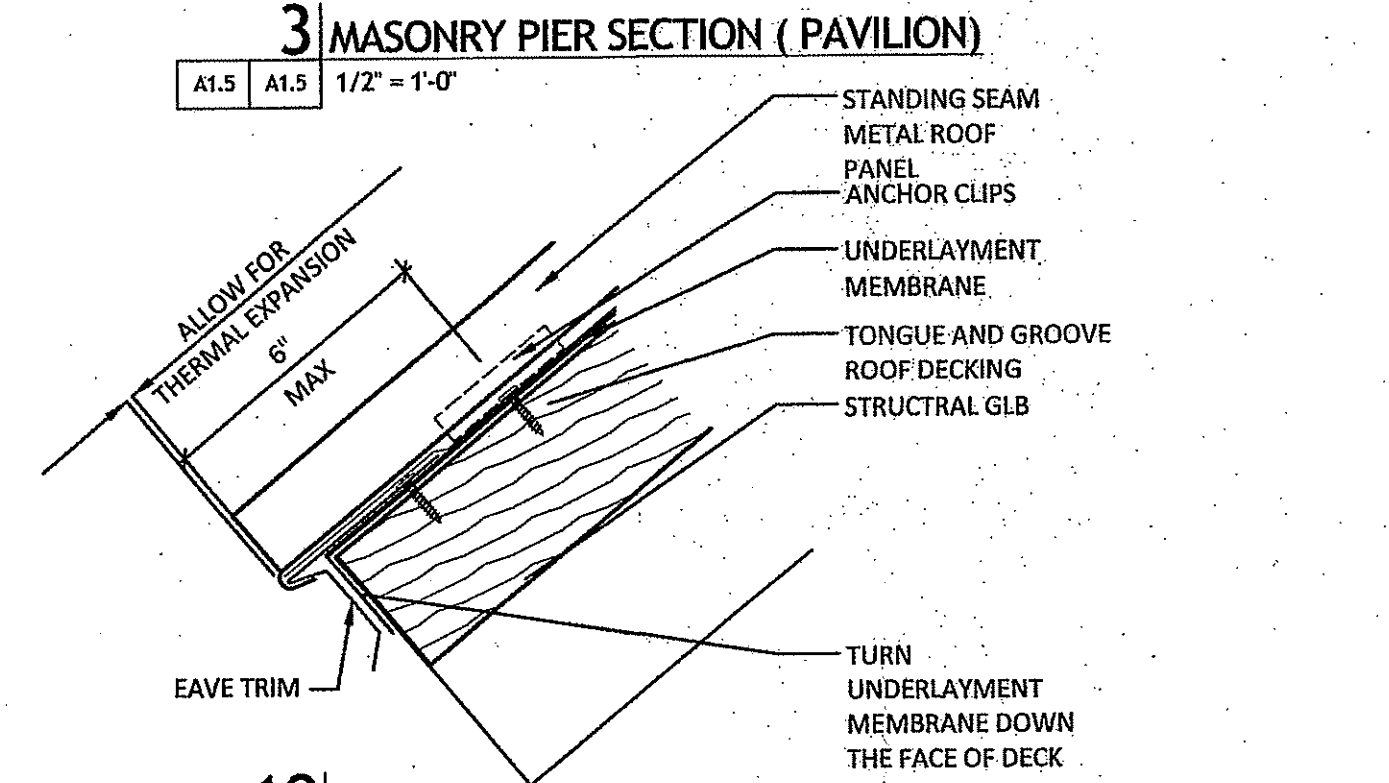 3 MASONRY PIER SECTION ( PAVILION)
A1.5 A1.5 1/2" = 1'-0"
STANDING SEAM
METAL ROOF
PANEL
ANCHOR CLIPS
UNDERLAYMENT
MEMBRANE
TONGUE AND GROOVE
ROOF DECKING
STRUCTRAL GLB
ALLOW FOR
THERMAL EXPANSION
6"
MAX
EAVE TRIM
TURN
UNDERLAYMENT
MEMBRANE DOWN
THE FACE OF DECK